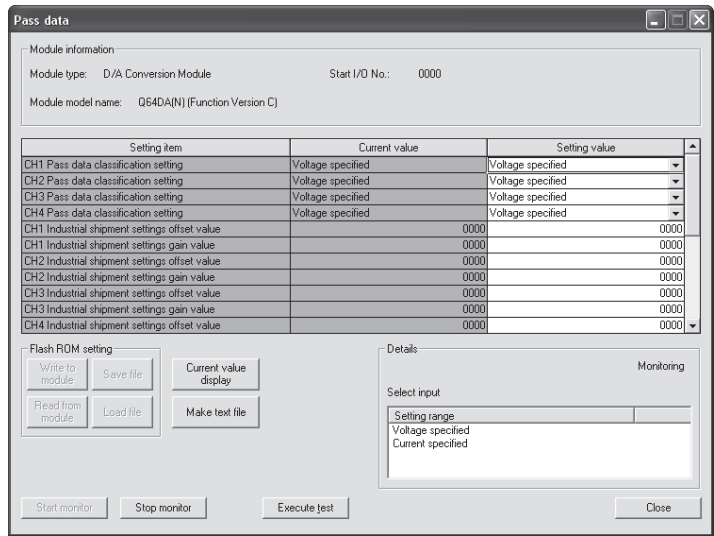 Pass data
Module information
Module type: D/A Conversion Module Start I/O No.: 0000
Module model name: Q64DA(N) (Function Version C)
Setting item Current value Setting value
CH1 Pass data classification setting Voltage specified Voltage specified
CH2 Pass data classification setting Voltage specified Voltage specified
CH3 Pass data classification setting Voltage specified Voltage specified
CH4 Pass data classification setting Voltage specified Voltage specified
CH1 Industrial shipment settings offset value 0000 0000
CH1 Industrial shipment settings gain value 0000 0000
CH2 Industrial shipment settings offset value 0000 0000
CH2 Industrial shipment settings gain value 0000 0000
CH3 Industrial shipment settings offset value 0000 0000
CH3 Industrial shipment settings gain value 0000 0000
CH4 Industrial shipment settings offset value 0000 0000
Flash ROM setting
Write to module
Save file
Read from module
Load file
Current value display
Make text file
Details
Monitoring
Select input
Setting range
Voltage specified
Current specified
Start monitor Stop monitor Execute test Close